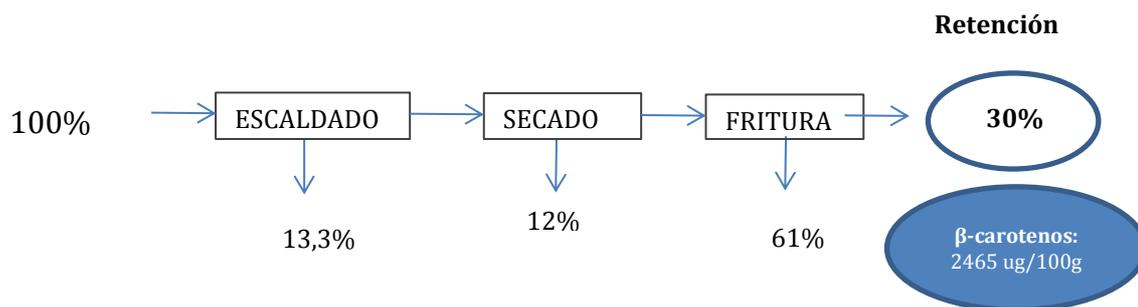 Retención
100%
ESCALDADO
SECADO
FRITURA
30%
13,3%
12%
61%
β-carotenos:
2465 ug/100g